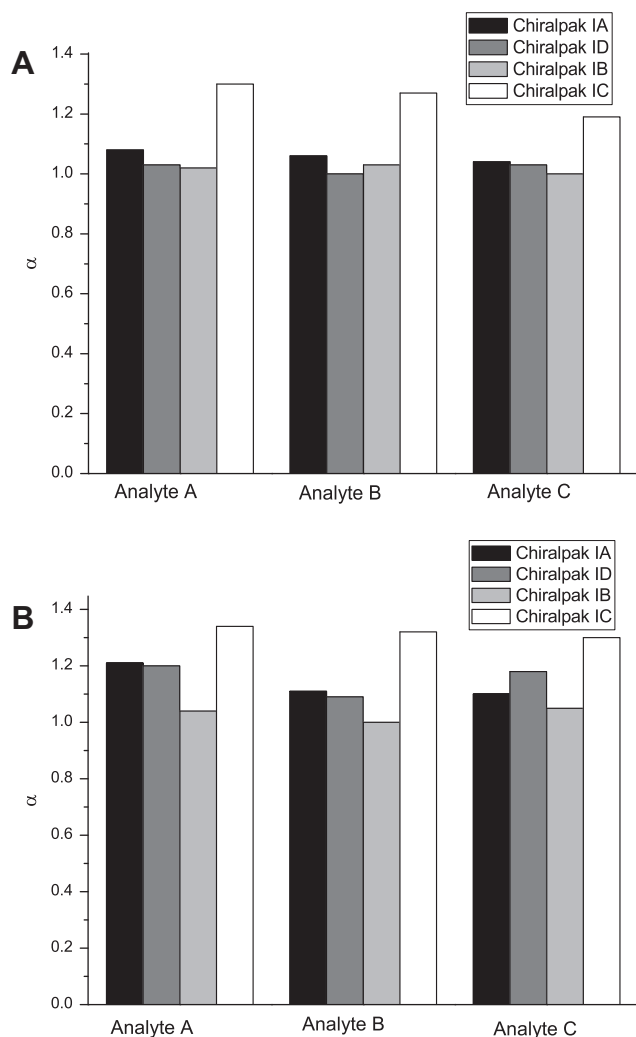 A
Chiralpak IA
Chiralpak ID
Chiralpak IB
Chiralpak IC
1.4
1.2
1.0
0.8
0.6
0.4
0.2
0.0
α
Analyte A
Analyte B
Analyte C
B
Chiralpak IA
Chiralpak ID
Chiralpak IB
Chiralpak IC
1.4
1.2
1.0
0.8
0.6
0.4
0.2
0.0
α
Analyte A
Analyte B
Analyte C